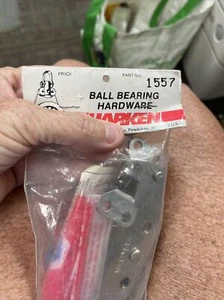 PRICE
PART NO.
1557
BALL BEARING
HARDWARE
HARKEN